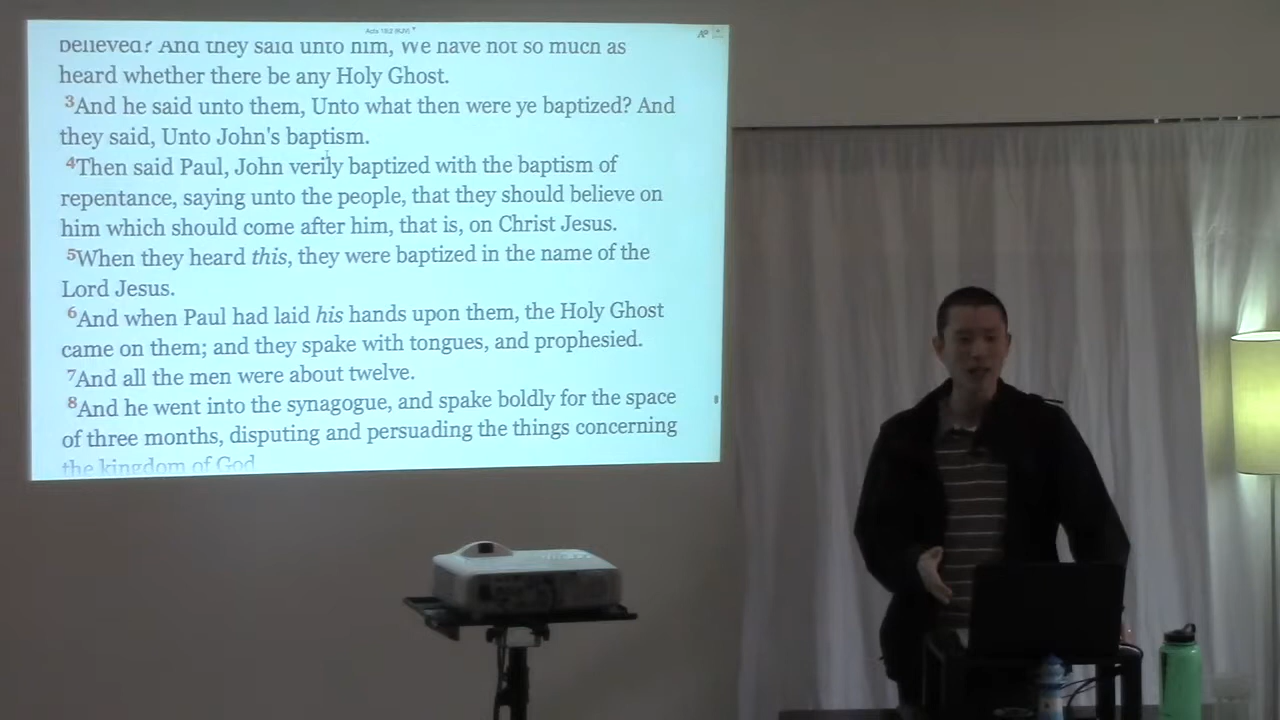 Acts 19:2 (KJV)
believed? And they said unto him, We have not so much as
heard whether there be any Holy Ghost.
3And he said unto them, Unto what then were ye baptized? And
they said, Unto John's baptism.
4Then said Paul, John verily baptized with the baptism of
repentance, saying unto the people, that they should believe on
him which should come after him, that is, on Christ Jesus.
5When they heard this, they were baptized in the name of the
Lord Jesus.
6And when Paul had laid his hands upon them, the Holy Ghost
came on them; and they spake with tongues, and prophesied.
7And all the men were about twelve.
8And he went into the synagogue, and spake boldly for the space
of three months, disputing and persuading the things concerning
the kingdom of God